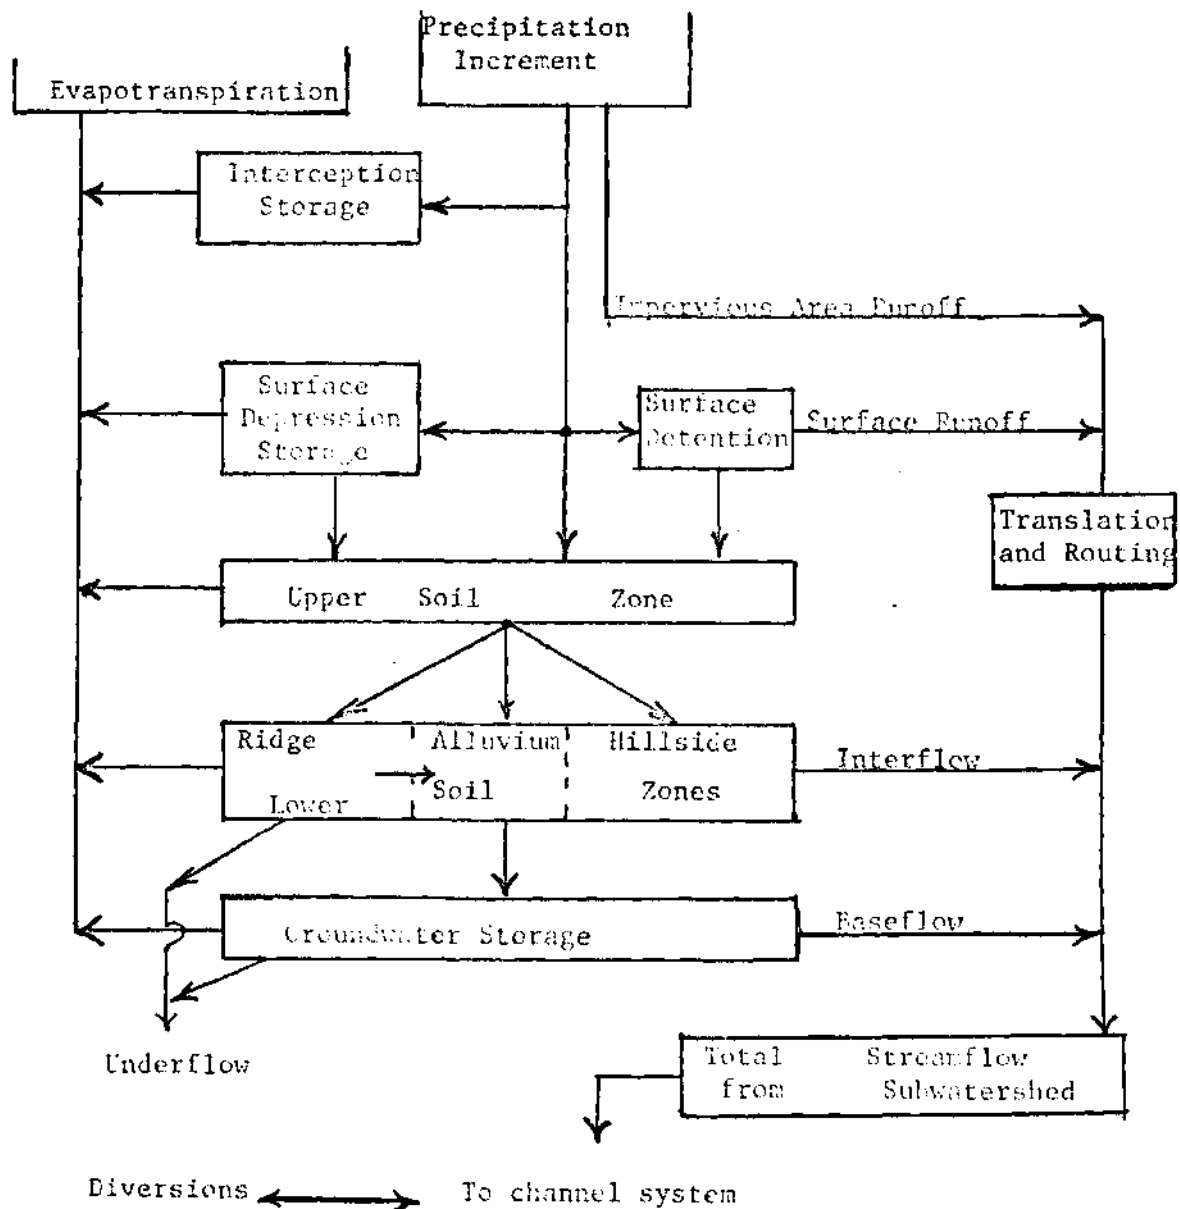 Precipitation
Increment
Evapotranspiration
Interception
Storage
Impervious Area Runoff
Surface
Depression
Storage
Surface
Detention
Surface Runoff
Translation
and Routing
Upper Soil Zone
Ridge Alluvium Hillside
Lower Soil Zones
Interflow
Groundwater Storage
Baseflow
Underflow
Total Streamflow
from Subwatershed
Diversions To channel system